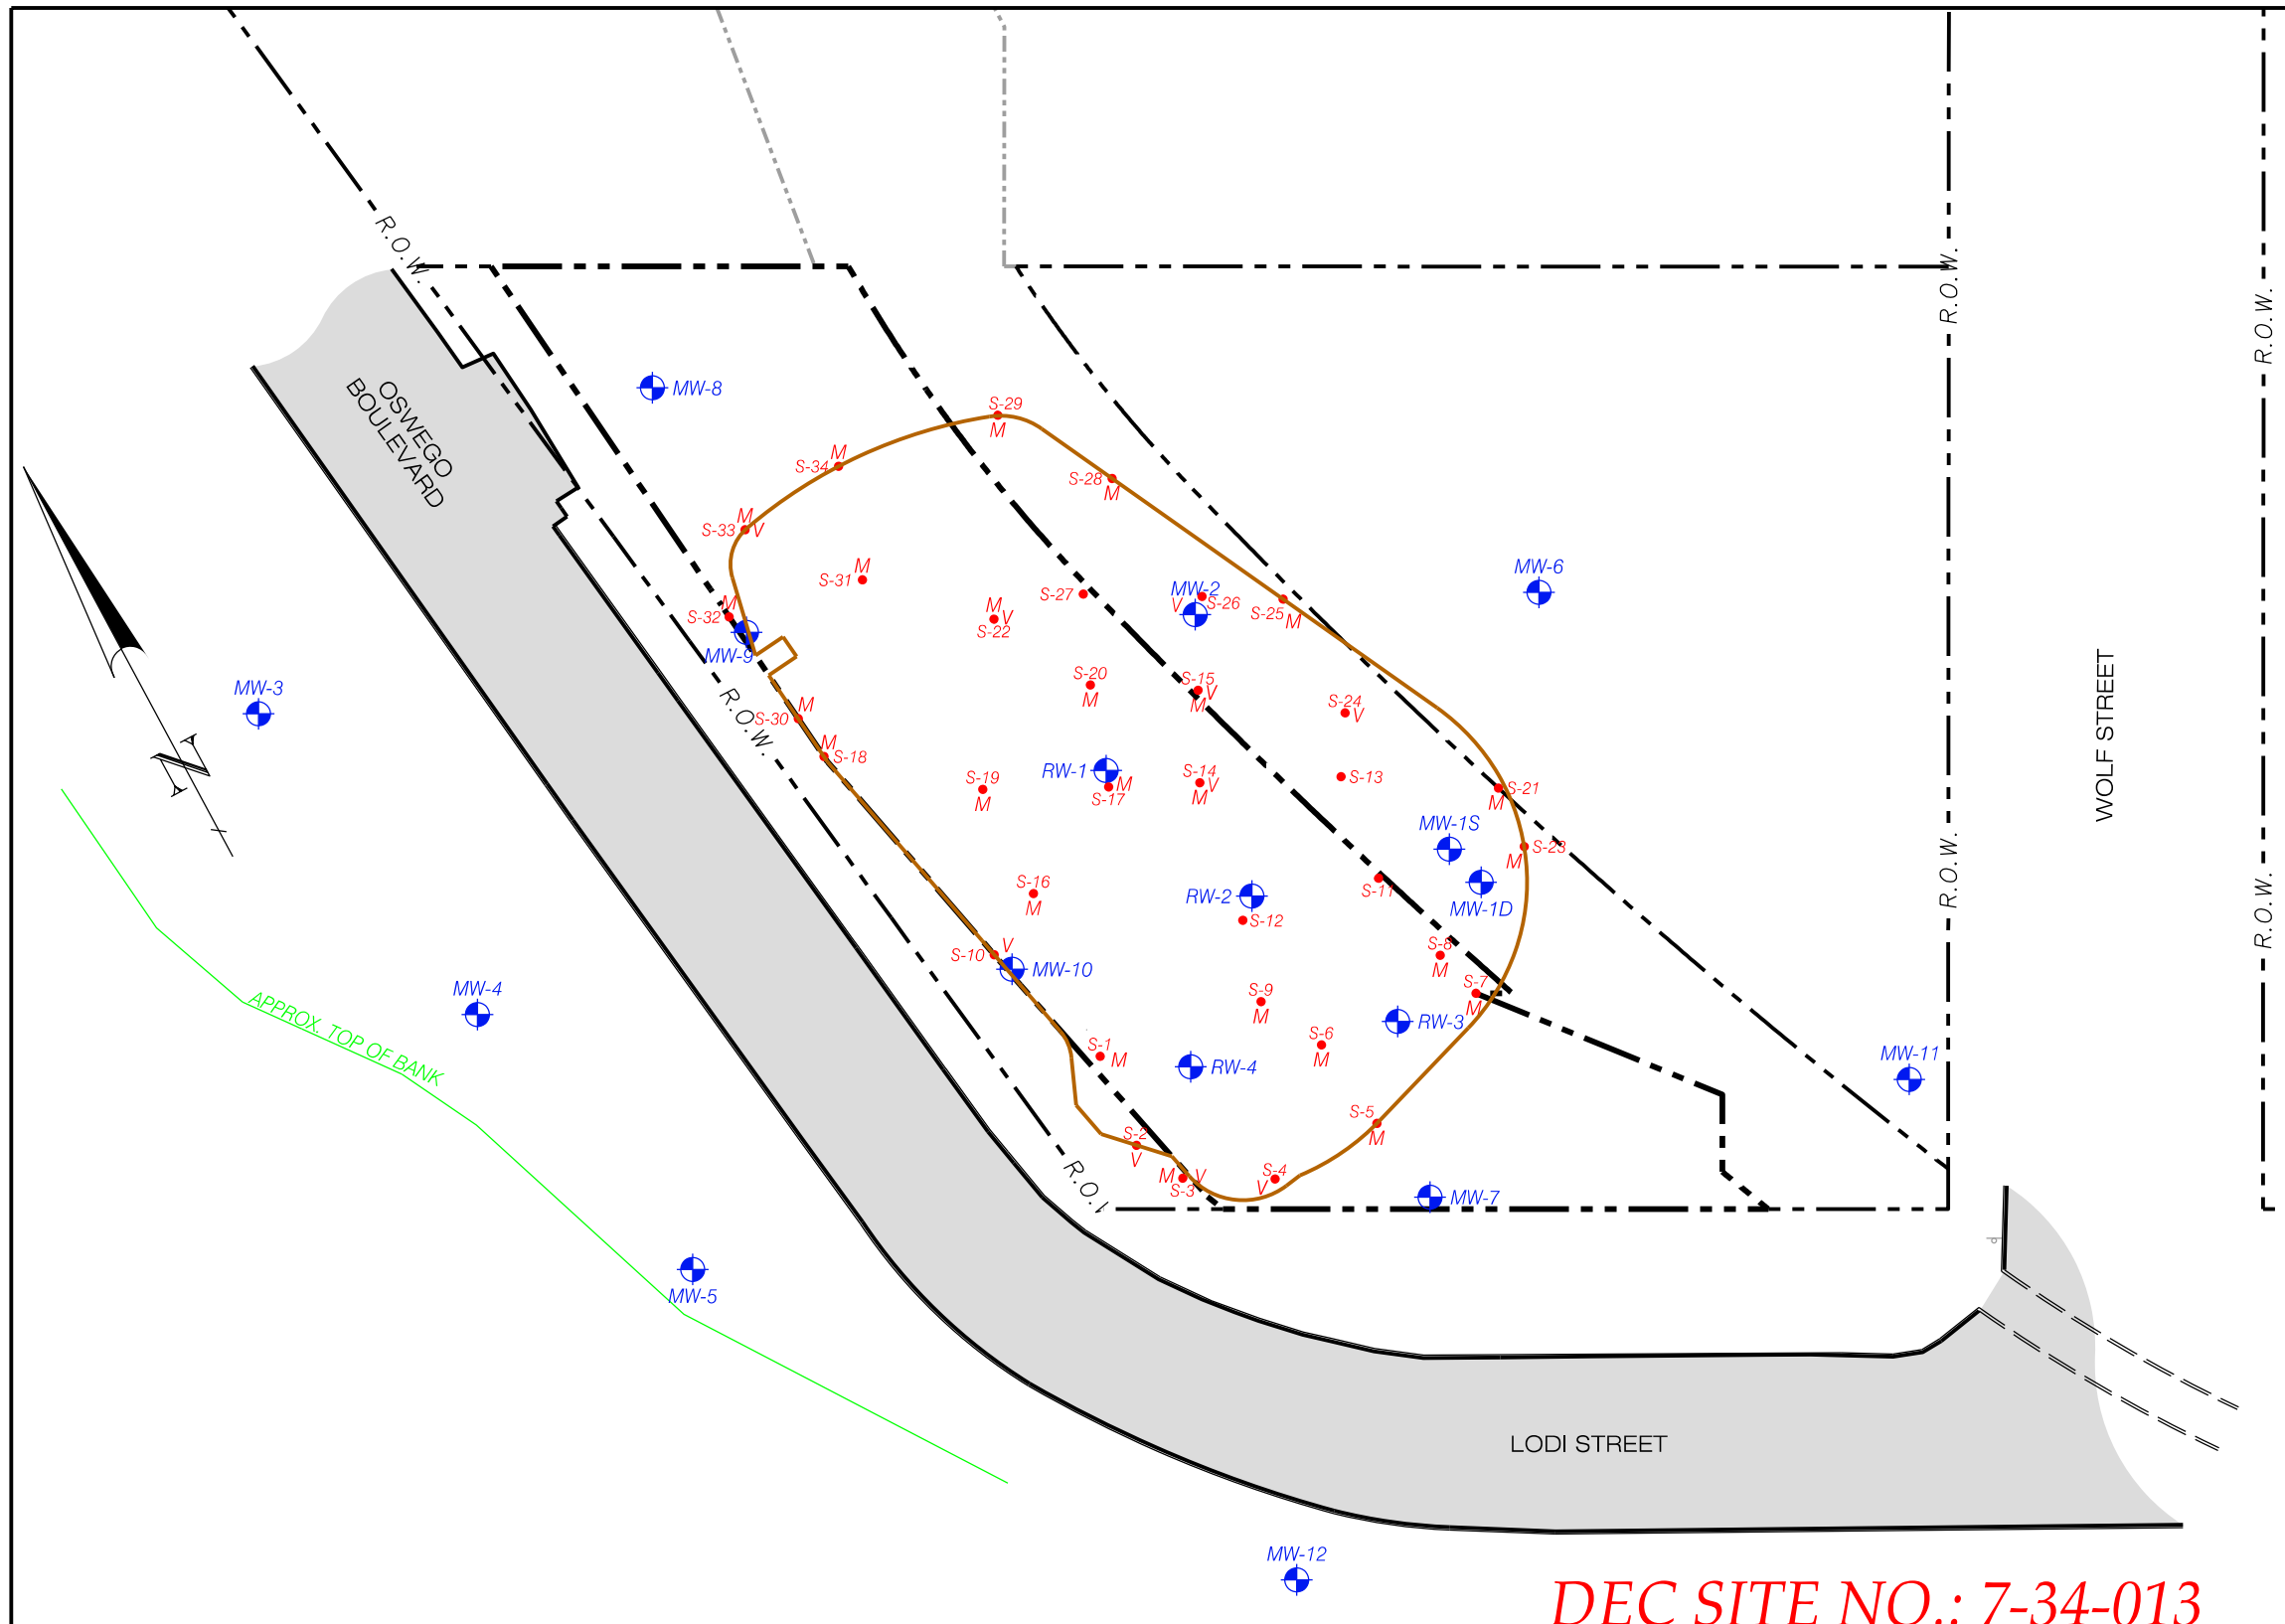 R.O.W.
R.O.W.
R.O.W.
OSWEGO
BOULEVARD
MW-8
S-29
M
M
S-34
S-28
M
M
S-33 V
MW-6
M
S-31
MW-2
S-27
V S-26
M
S-32
M V
S-22
S-25 M
MW-9
MW-3
S-20
M
S-15
V
M
S-24
V
WOLF STREET
R.O.W.
M
S-30
M
S-18
RW-1
M
S-17
S-19
M
S-14
V
M
S-13
S-21
M
MW-1S
S-23
M
R.O.W.
R.O.W.
S-16
M
RW-2
S-12
S-11
MW-1D
V
S-10
MW-10
S-8
M
MW-4
S-9
M
S-7
M
APPROX. TOP OF BANK
S-1
M
S-6
M
RW-3
RW-4
MW-11
S-5
M
S-2
V
M V
S-3
S-4
V
MW-7
R.O.
MW-5
LODI STREET
MW-12
DEC SITE NO.: 7-34-013